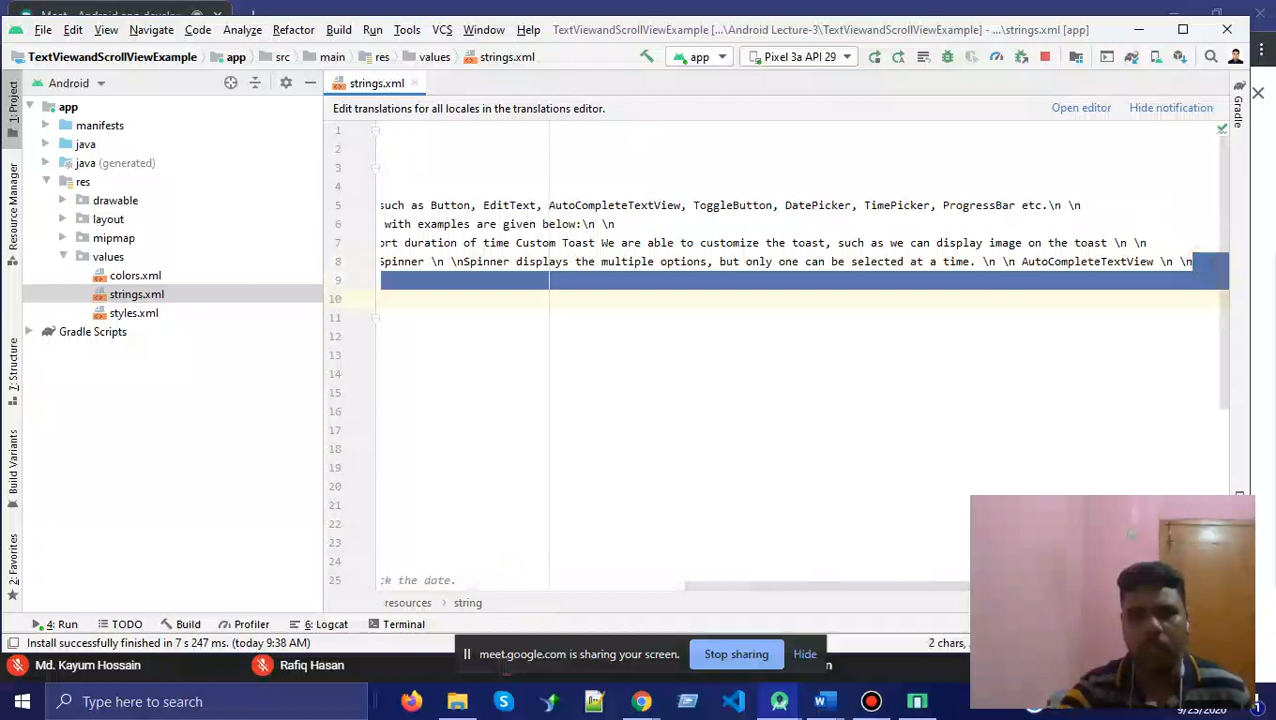 File Edit View Navigate Code Analyze Refactor Build Run Tools VCS Window Help TextViewandScrollViewExample [...\Android Lecture-3\TextViewandScrollViewExample] - ...\strings.xml [app]
TextViewandScrollViewExample app src main res values strings.xml app Pixel 3a API 29
Android strings.xml
Edit translations for all locales in the translations editor. Open editor Hide notification
app
manifests
java
java (generated)
res
drawable
layout
mipmap
values
colors.xml
strings.xml
styles.xml
Gradle Scripts
1: Project
Resource Manager
7: Structure
Build Variants
2: Favorites
Gradle
1
2
3
4
5 such as Button, EditText, AutoCompleteTextView, ToggleButton, DatePicker, TimePicker, ProgressBar etc.\n \n
6 with examples are given below:\n \n
7 ort duration of time Custom Toast We are able to customize the toast, such as we can display image on the toast \n \n
8 Spinner \n \nSpinner displays the multiple options, but only one can be selected at a time. \n \n AutoCompleteTextView \n \n
9
10
11
12
13
14
15
16
17
18
19
20
21
22
23
24
25 ck the date.
resources › string
4: Run TODO Build Profiler 6: Logcat Terminal
Install successfully finished in 7 s 247 ms. (today 9:38 AM) 2 chars,
meet.google.com is sharing your screen. Stop sharing Hide
Md. Kayum Hossain Rafiq Hasan
Type here to search